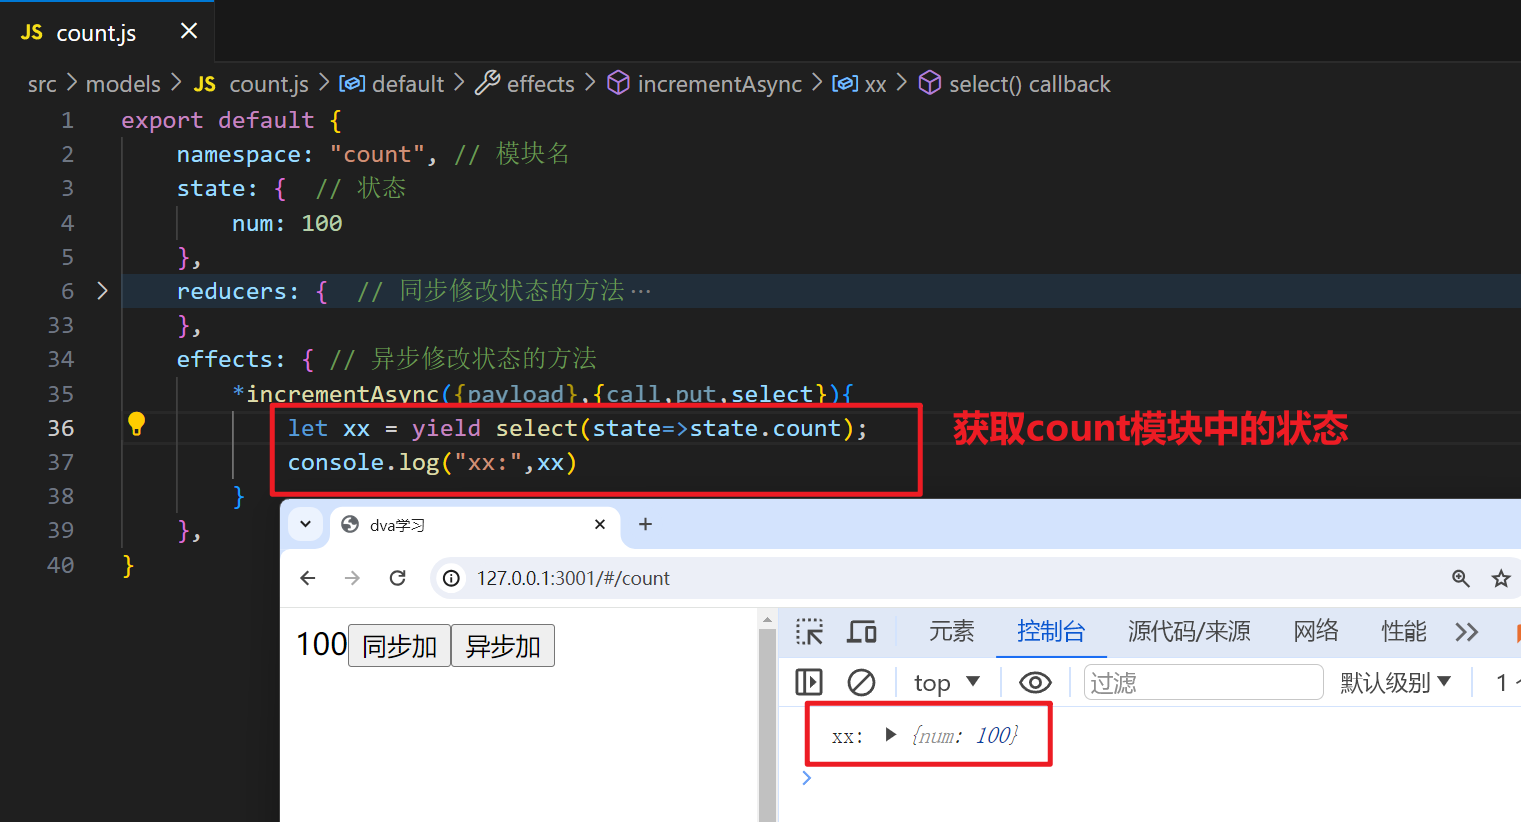 JS count.js ×
src > models > JS count.js > default > effects > incrementAsync > xx > select() callback
1 export default {
2 namespace: "count", // 模块名
3 state: { // 状态
4 num: 100
5 },
6 reducers: { // 同步修改状态的方法…
33 },
34 effects: { // 异步修改状态的方法
35 *incrementAsync({payload},{call,put,select}){
36 let xx = yield select(state=>state.count);
获取count模块中的状态
37 console.log("xx:",xx)
38 }
39 },
40 }
dva学习
127.0.0.1:3001/#/count
100 同步加 异步加
元素 控制台 源代码/来源 网络 性能
top 过滤 默认级别 1
xx: {num: 100}